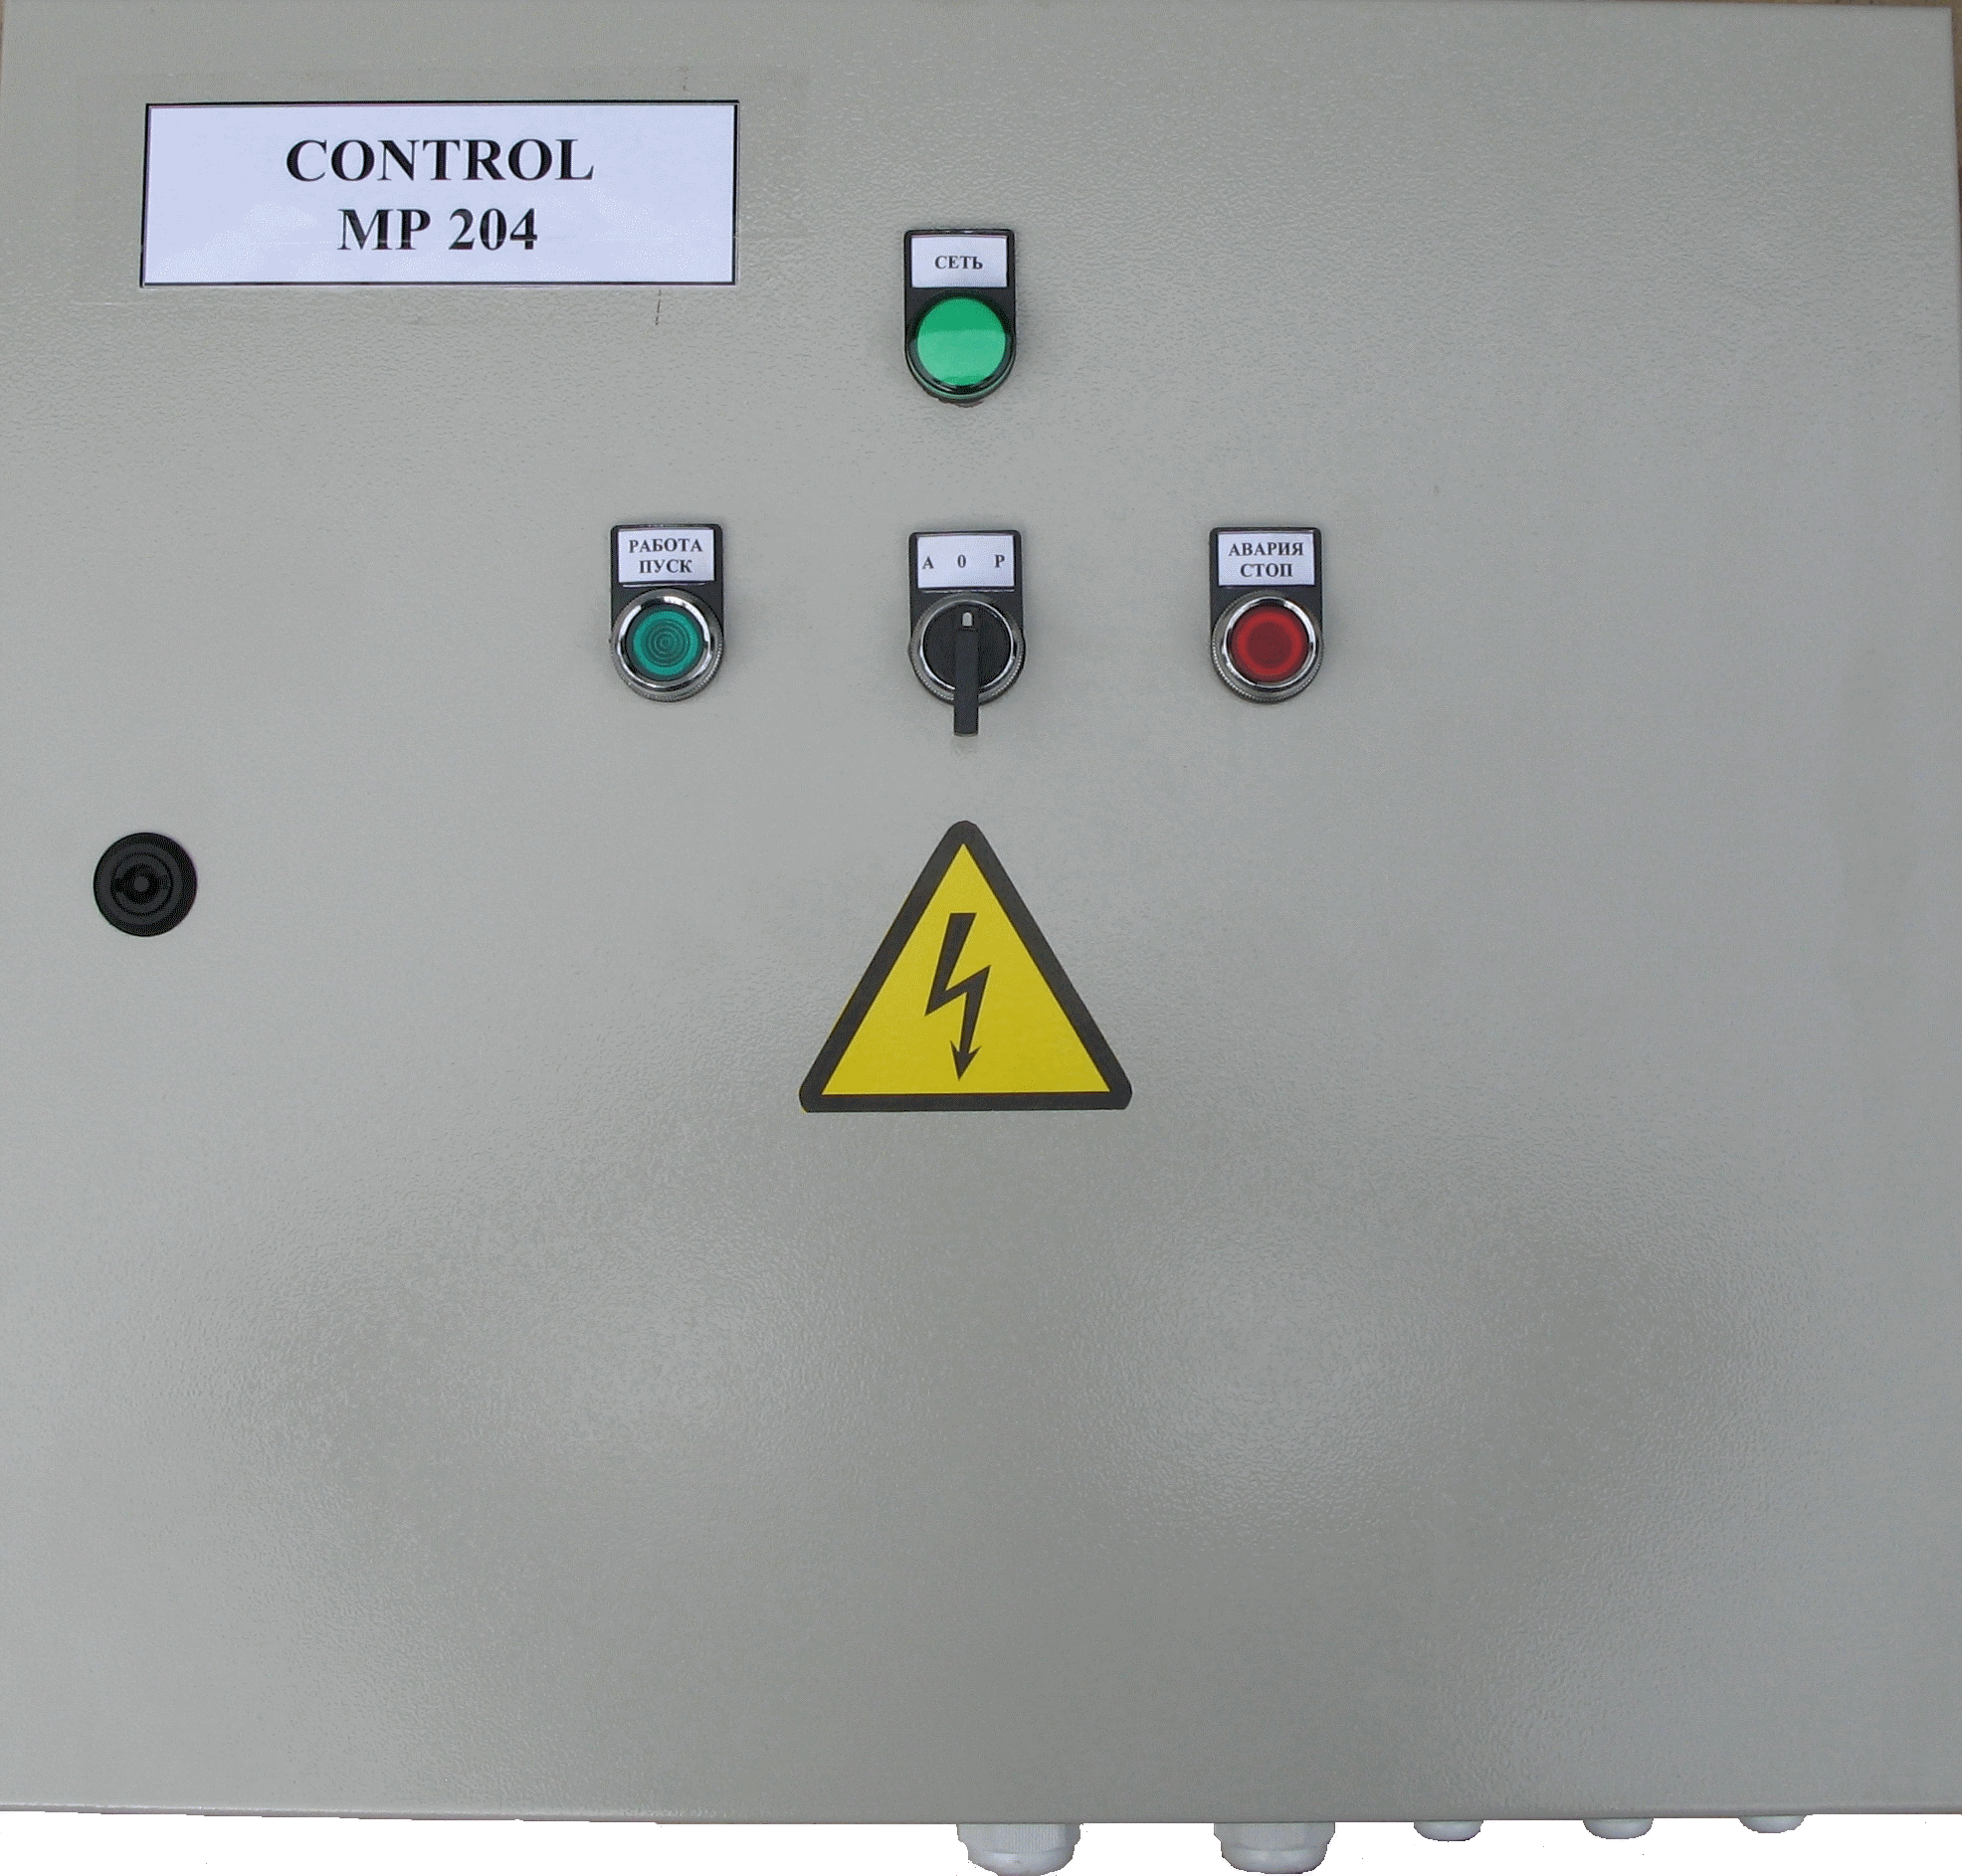 CONTROL
MP 204
СЕТЬ
РАБОТА
ПУСК
А 0 Р
АВАРИЯ
СТОП